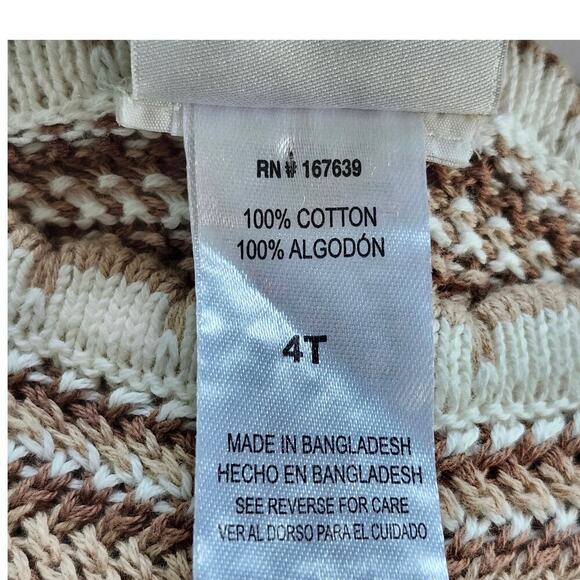 RN # 167639
100% COTTON
100% ALGODÓN
4T
MADE IN BANGLADESH
HECHO EN BANGLADESH
SEE REVERSE FOR CARE
VER AL DORSO PARA EL CUIDADO